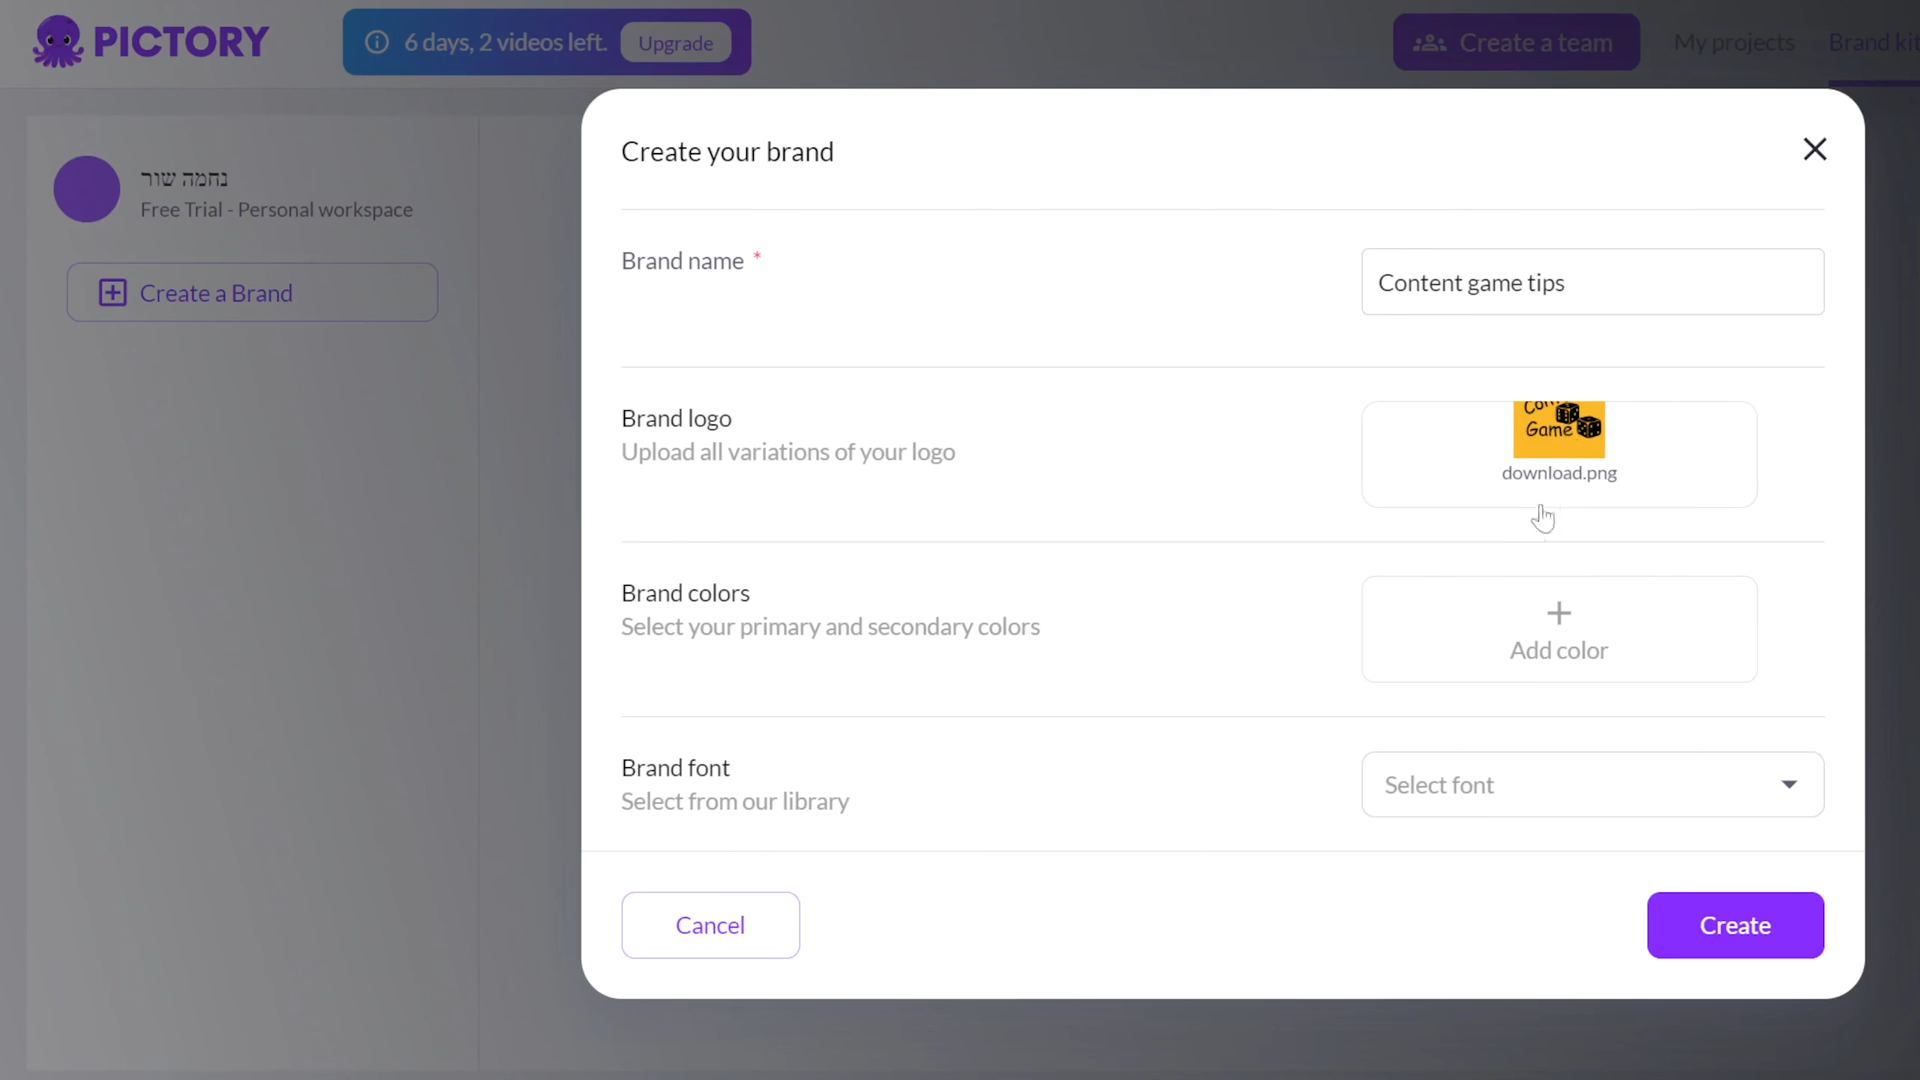 PICTORY
6 days, 2 videos left. Upgrade
Create a team
My projects
Brand kit
נחמה שור
Free Trial - Personal workspace
Create a Brand
Create your brand
Brand name *
Content game tips
Brand logo
Upload all variations of your logo
Game
download.png
Brand colors
Select your primary and secondary colors
Add color
Brand font
Select from our library
Select font
Cancel
Create